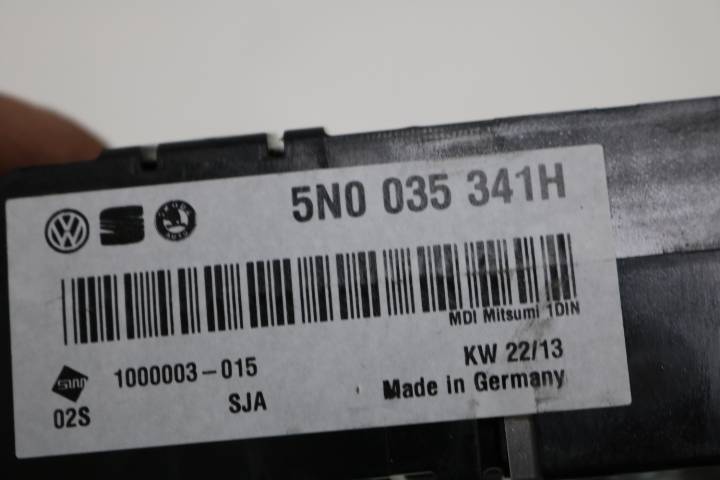 5N0 035 341H
MDI Mitsumi 1DIN
1000003-015
KW 22/13
02S
SJA
Made in Germany